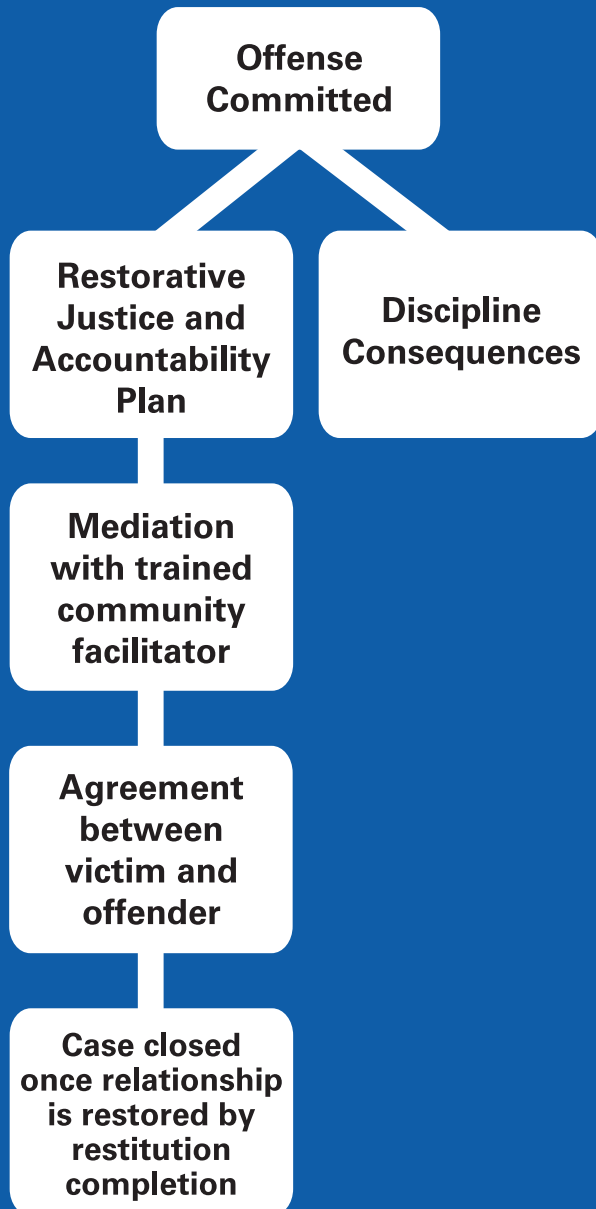 Offense
Committed
Restorative
Justice and
Accountability
Plan
Discipline
Consequences
Mediation
with trained
community
facilitator
Agreement
between
victim and
offender
Case closed
once relationship
is restored by
restitution
completion